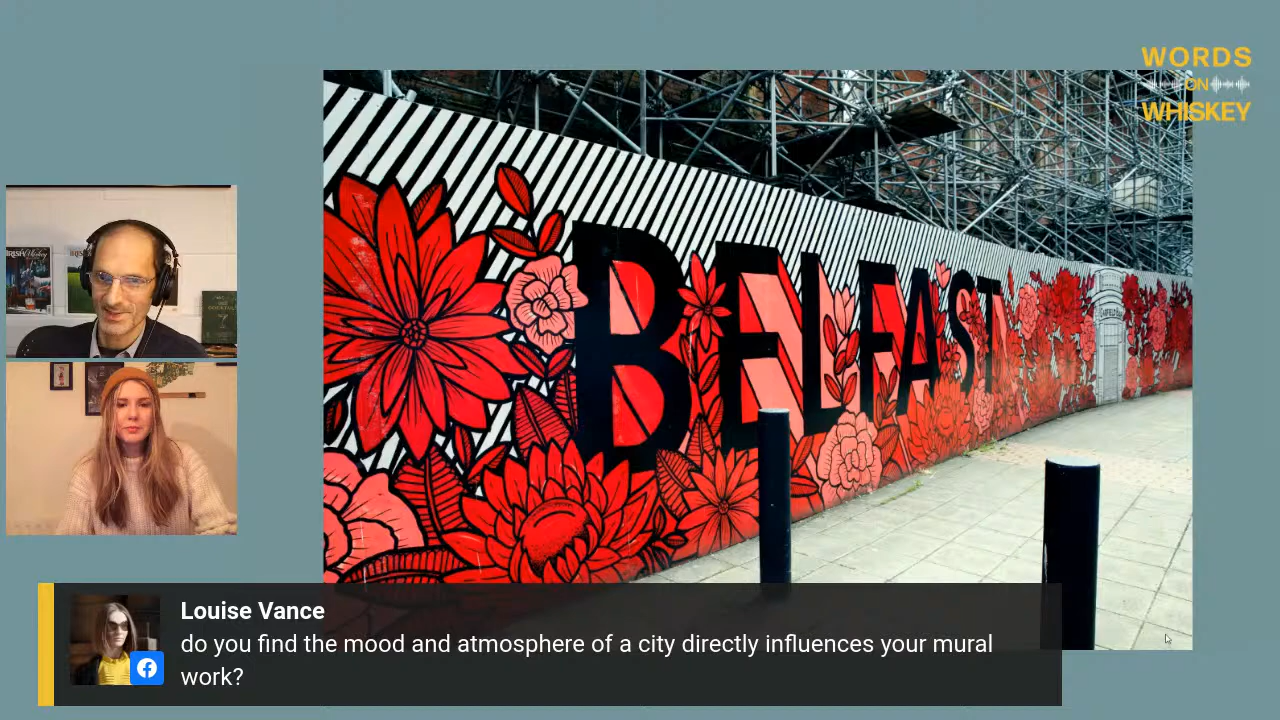 WORDS
ON
WHISKEY
BELFAST
Louise Vance
do you find the mood and atmosphere of a city directly influences your mural
work?